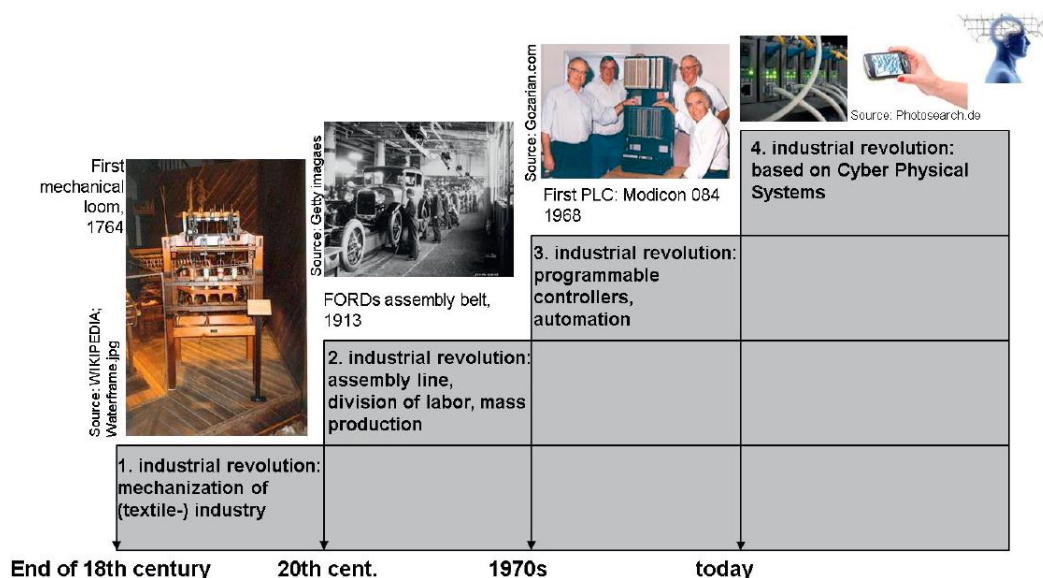 First
mechanical
loom,
1764
Source: WIKIPEDIA;
Waterframe.jpg
1. industrial revolution:
mechanization of
(textile-) industry
Source: Getty imagaes
FORDs assembly belt,
1913
2. industrial revolution:
assembly line,
division of labor, mass
production
Source: Gozarian.com
First PLC: Modicon 084
1968
3. industrial revolution:
programmable
controllers,
automation
Source: Photosearch.de
4. industrial revolution:
based on Cyber Physical
Systems
End of 18th century 20th cent. 1970s today